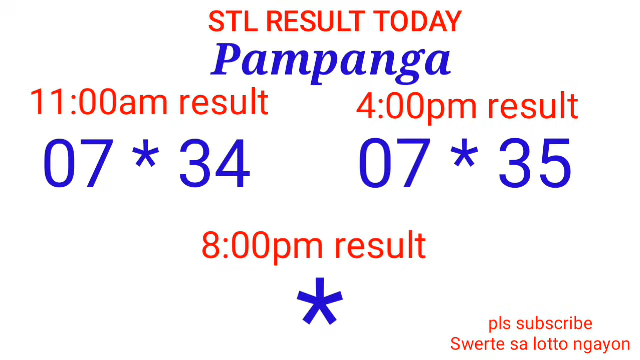 STL RESULT TODAY
Pampanga
11:00am result
07 * 34
4:00pm result
07 * 35
8:00pm result
*
pls subscribe
Swerte sa lotto ngayon